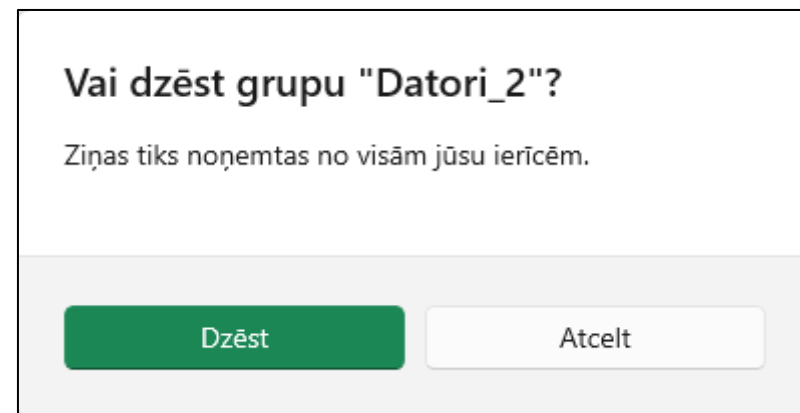 Vai dzēst grupu "Datori_2"?
Ziņas tiks noņemtas no visām jūsu ierīcēm.
Dzēst
Atcelt